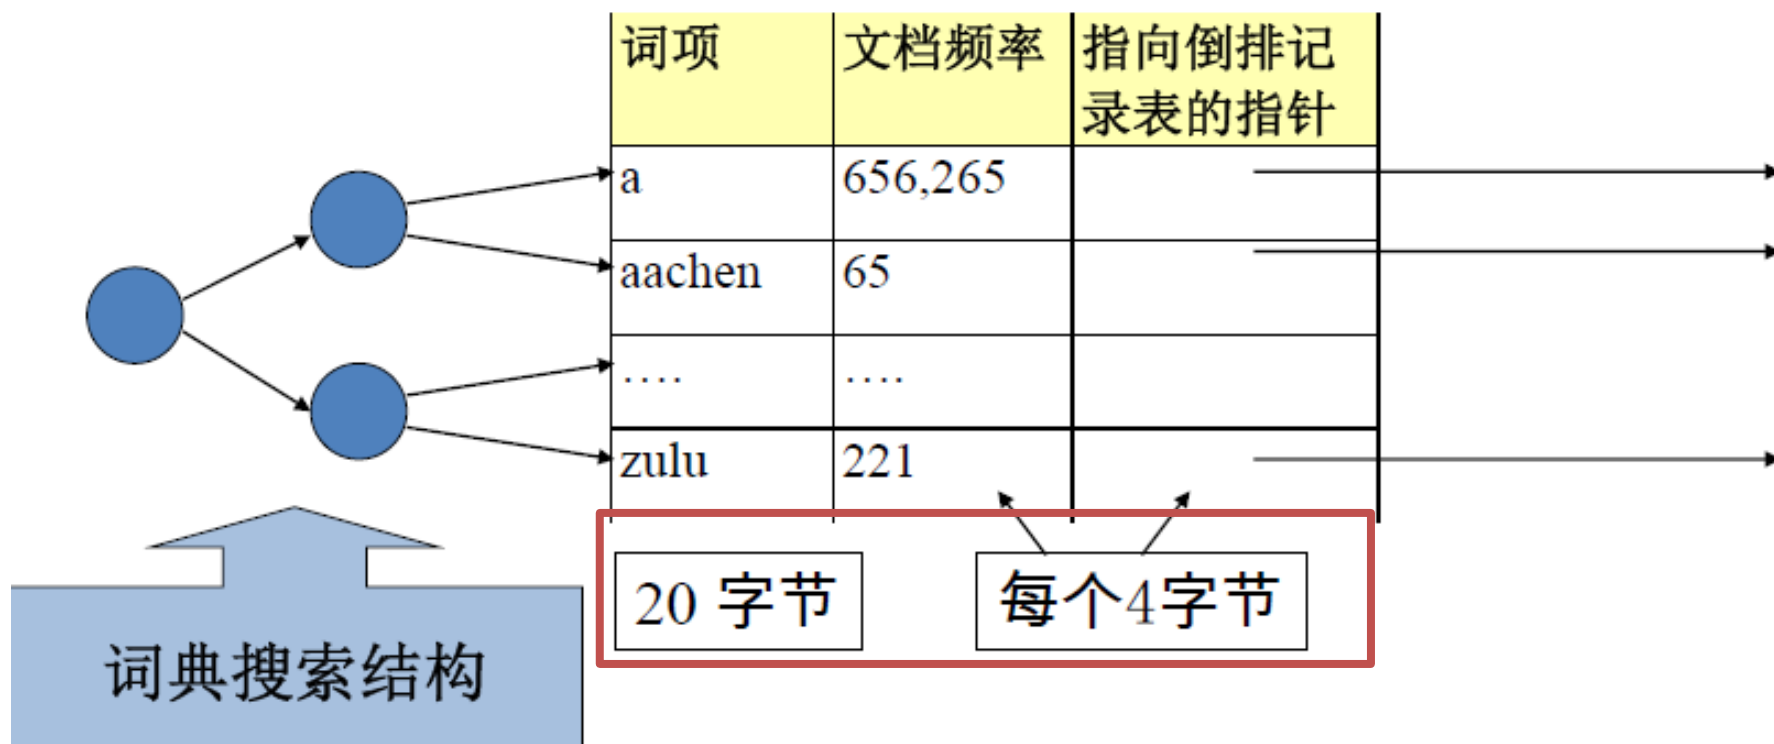 词项 文档频率 指向倒排记
录表的指针
a 656,265
aachen 65
.... ....
zulu 221
20 字节 每个4字节
词典搜索结构